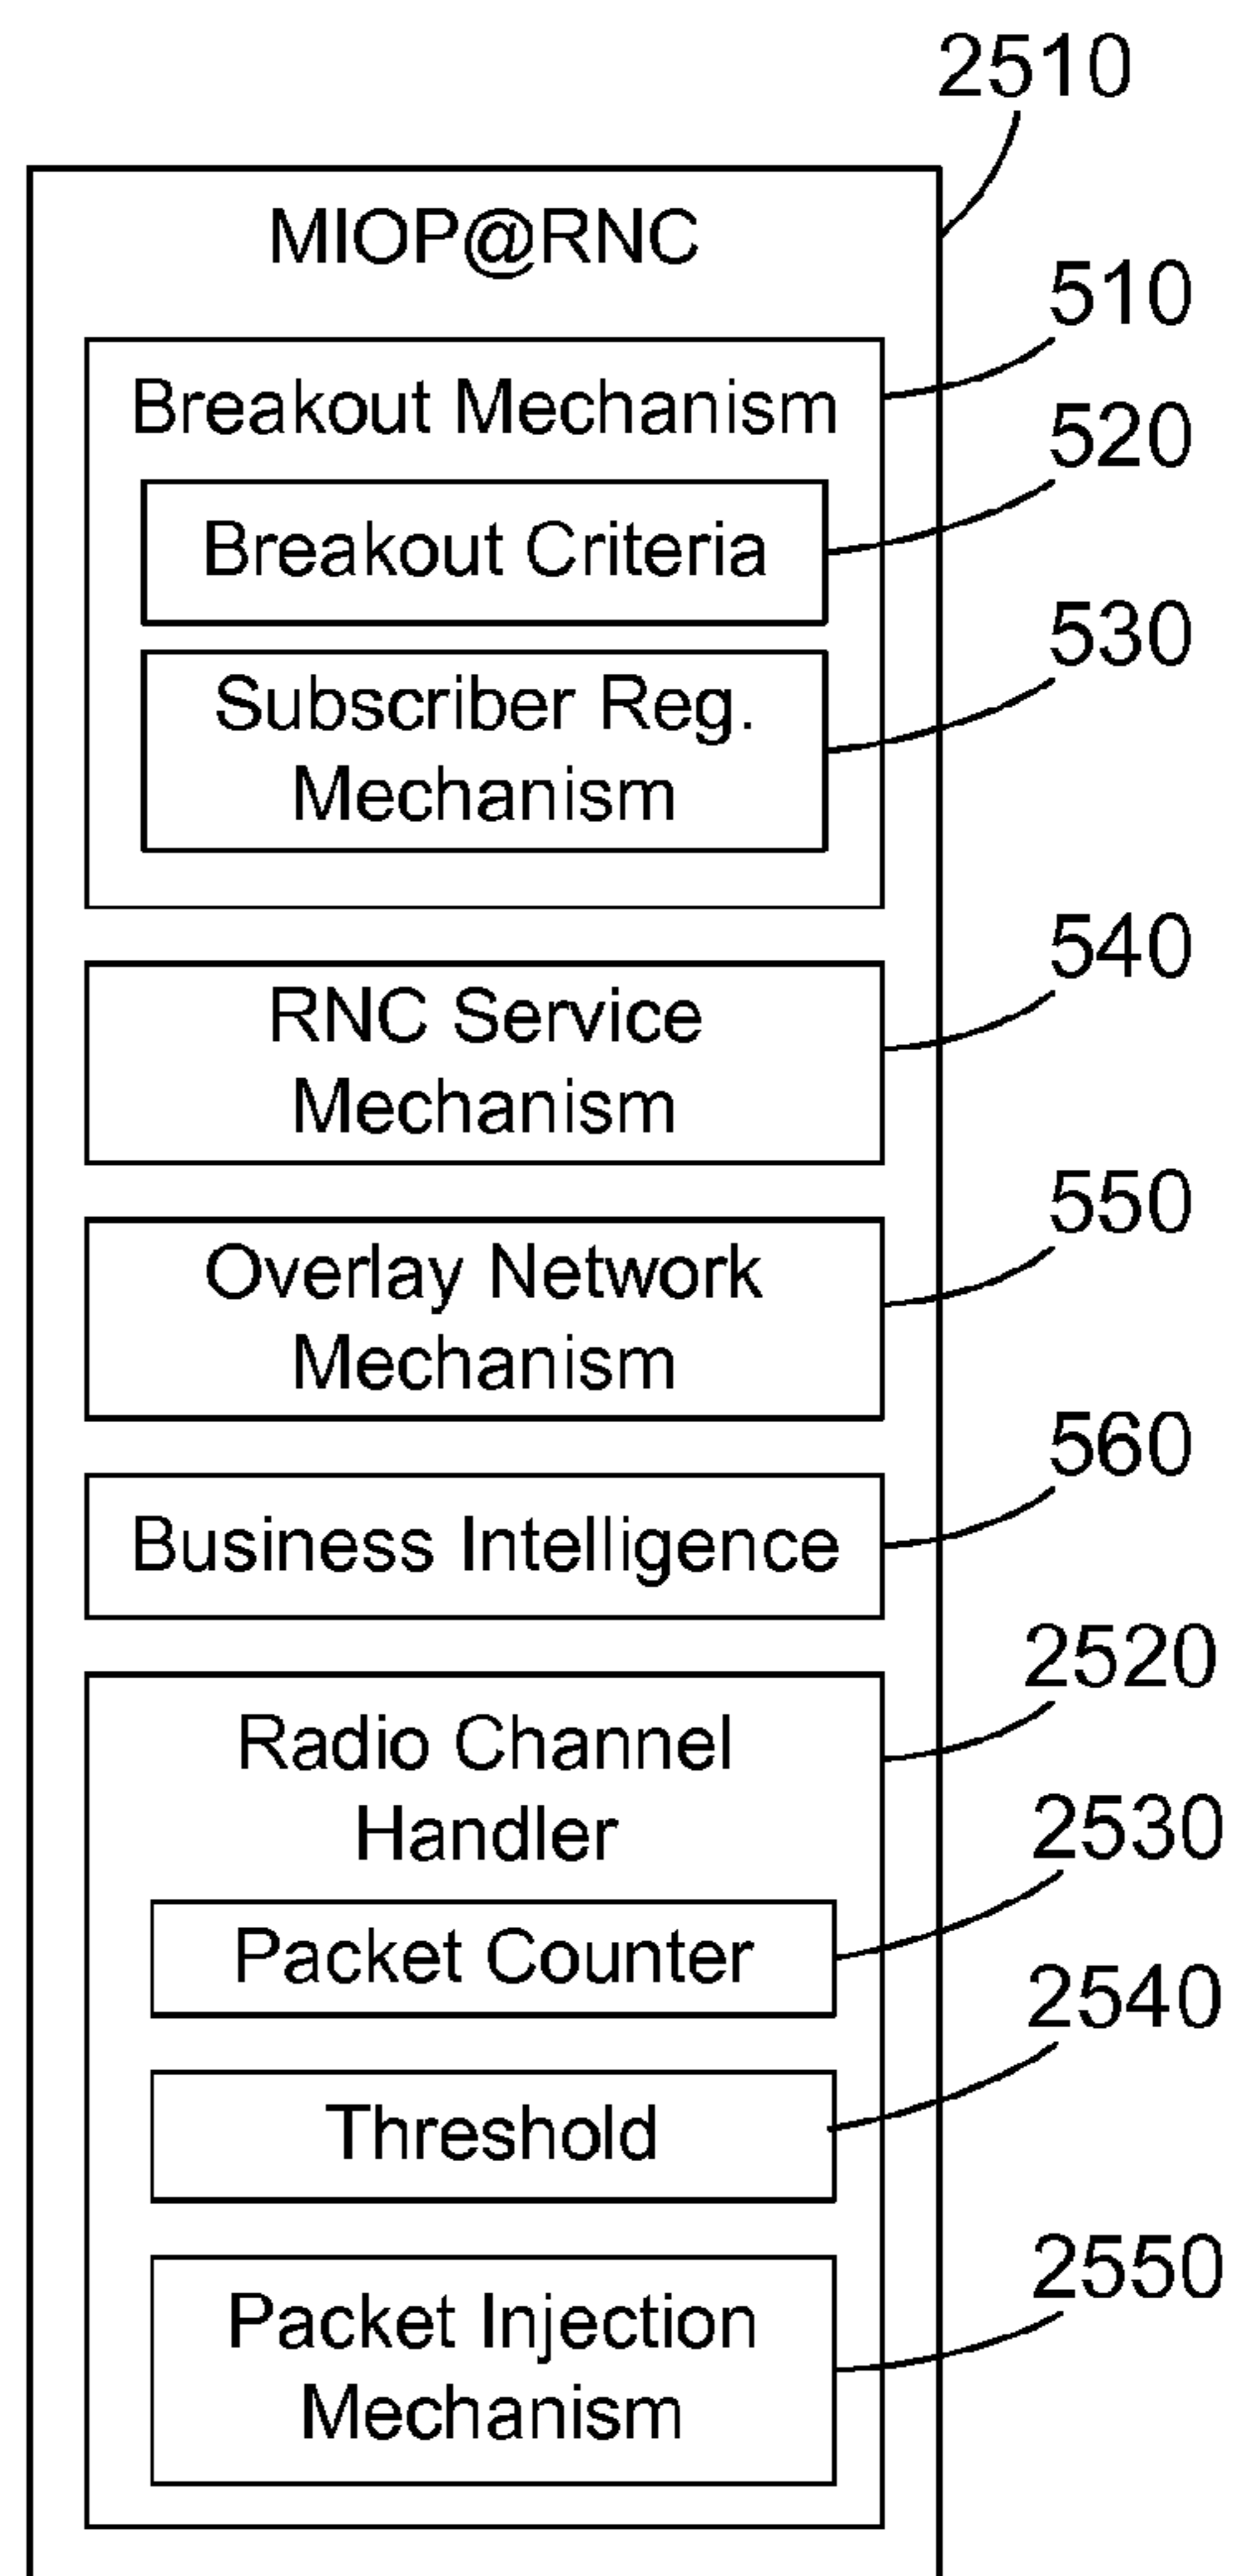 2510
MIOP@RNC
510
Breakout Mechanism
520
Breakout Criteria
530
Subscriber Reg.
Mechanism
540
RNC Service
Mechanism
550
Overlay Network
Mechanism
560
Business Intelligence
2520
Radio Channel
Handler
2530
Packet Counter
2540
Threshold
2550
Packet Injection
Mechanism